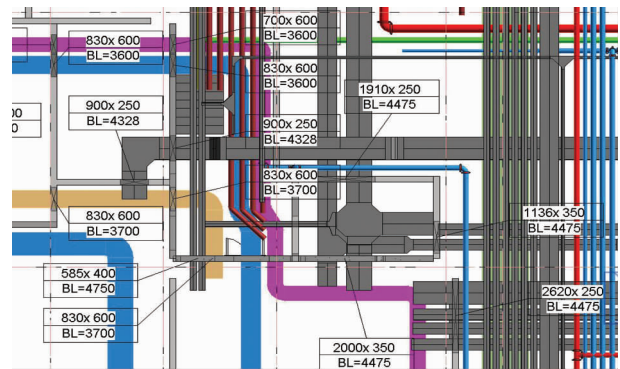 700x 600
BL=3600
830x 600
BL=3600
830x 600
BL=3600
1910x 250
BL=4475
900x 250
BL=4328
900x 250
BL=4328
830x 600
BL=3700
830x 600
BL=3700
1136x 350
BL=4475
585x 400
BL=4750
2620x 250
BL=4475
830x 600
BL=3700
2000x 350
BL=4475